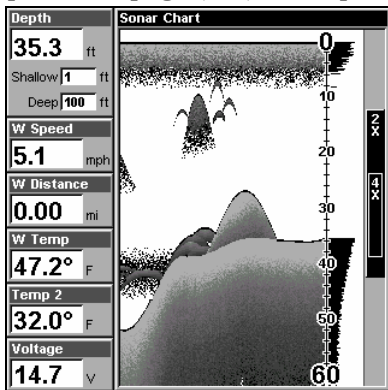 Depth
35.3 ft
Shallow 1 ft
Deep 100 ft
W Speed
5.1 mph
W Distance
0.00 mi
W Temp
47.2° F
Temp 2
32.0° F
Voltage
14.7 V
Sonar Chart
0
10
20
30
40
50
60
2X
4X